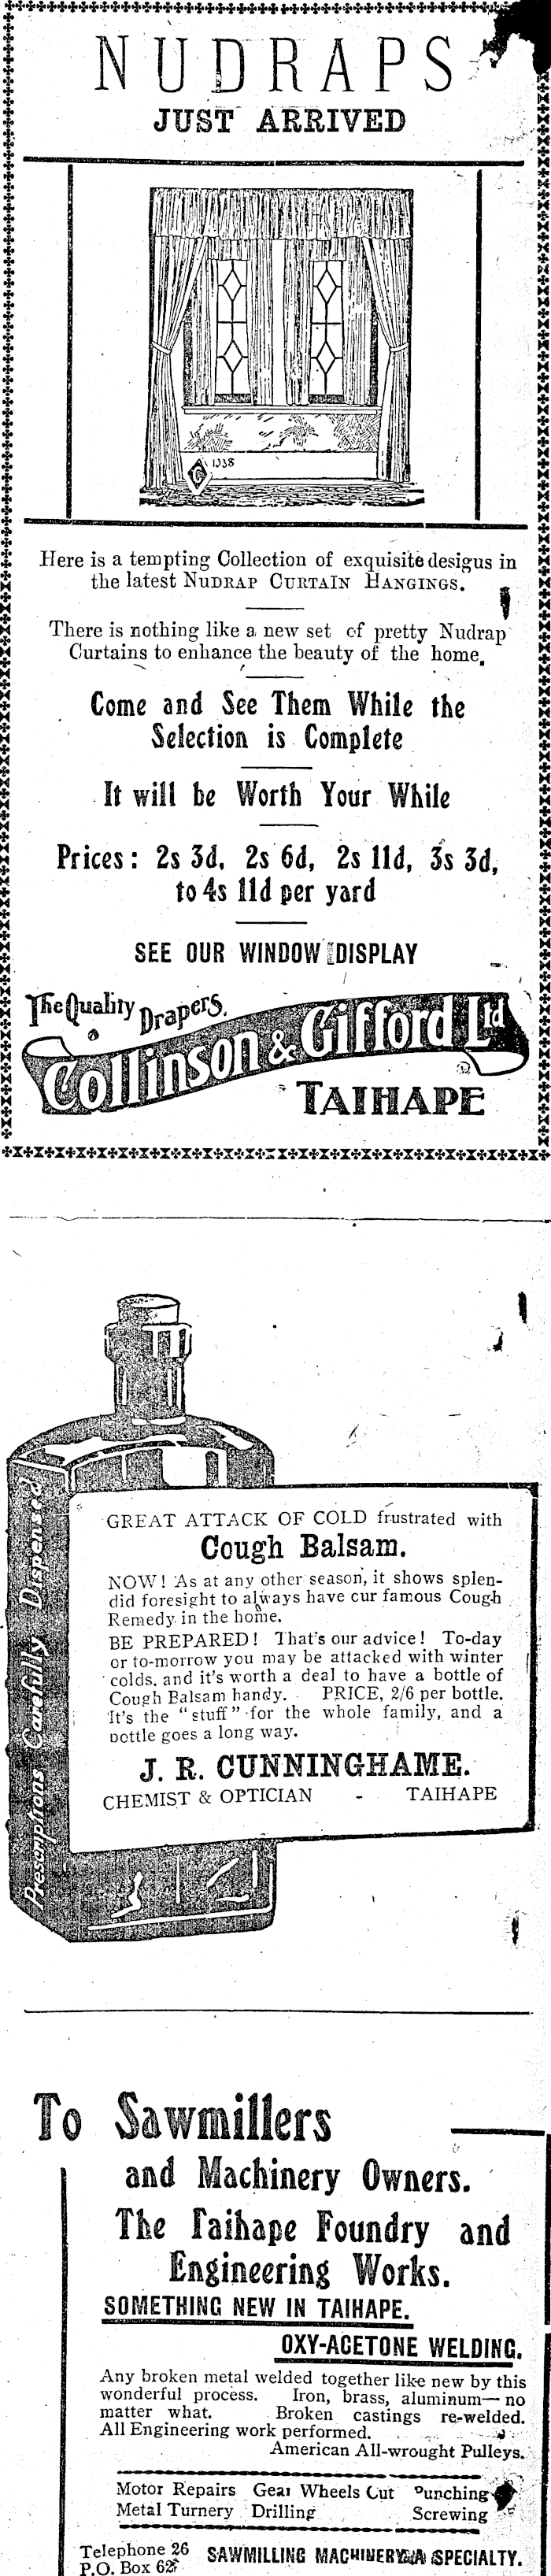 NUDRAPS
JUST ARRIVED
1338
Here is a tempting Collection of exquisite desigus in
the latest NUDRAP CURTAIN HANGINGS.
There is nothing like a new set of pretty Nudrap
Curtains to enhance the beauty of the home.
Come and See Them While the
Selection is Complete
It will be Worth Your While
Prices: 2s 3d, 2s 6d, 2s 11d, 3s 3d,
to 4s 11d per yard
SEE OUR WINDOW DISPLAY
The Quality Drapers.
Collinson & Gifford Ltd
TAIHAPE
Prescriptions Carefully Dispensed
GREAT ATTACK OF COLD frustrated with
Cough Balsam.
NOW! As at any other season, it shows splen-
did foresight to always have cur famous Cough
Remedy in the home.
BE PREPARED! That's our advice! To-day
or to-morrow you may be attacked with winter
colds, and it's worth a deal to have a bottle of
Cough Balsam handy. PRICE, 2/6 per bottle.
It's the "stuff" for the whole family, and a
bottle goes a long way.
J. R. CUNNINGHAME.
CHEMIST & OPTICIAN - TAIHAPE
To Sawmillers
and Machinery Owners.
The Taihape Foundry and
Engineering Works.
SOMETHING NEW IN TAIHAPE.
OXY-ACETONE WELDING.
Any broken metal welded together like new by this
wonderful process. Iron, brass, aluminum—no
matter what. Broken castings re-welded.
All Engineering work performed.
American All-wrought Pulleys.
Motor Repairs Gear Wheels Cut Punching
Metal Turnery Drilling Screwing
Telephone 26 SAWMILLING MACHINERY A SPECIALTY.
P.O. Box 62